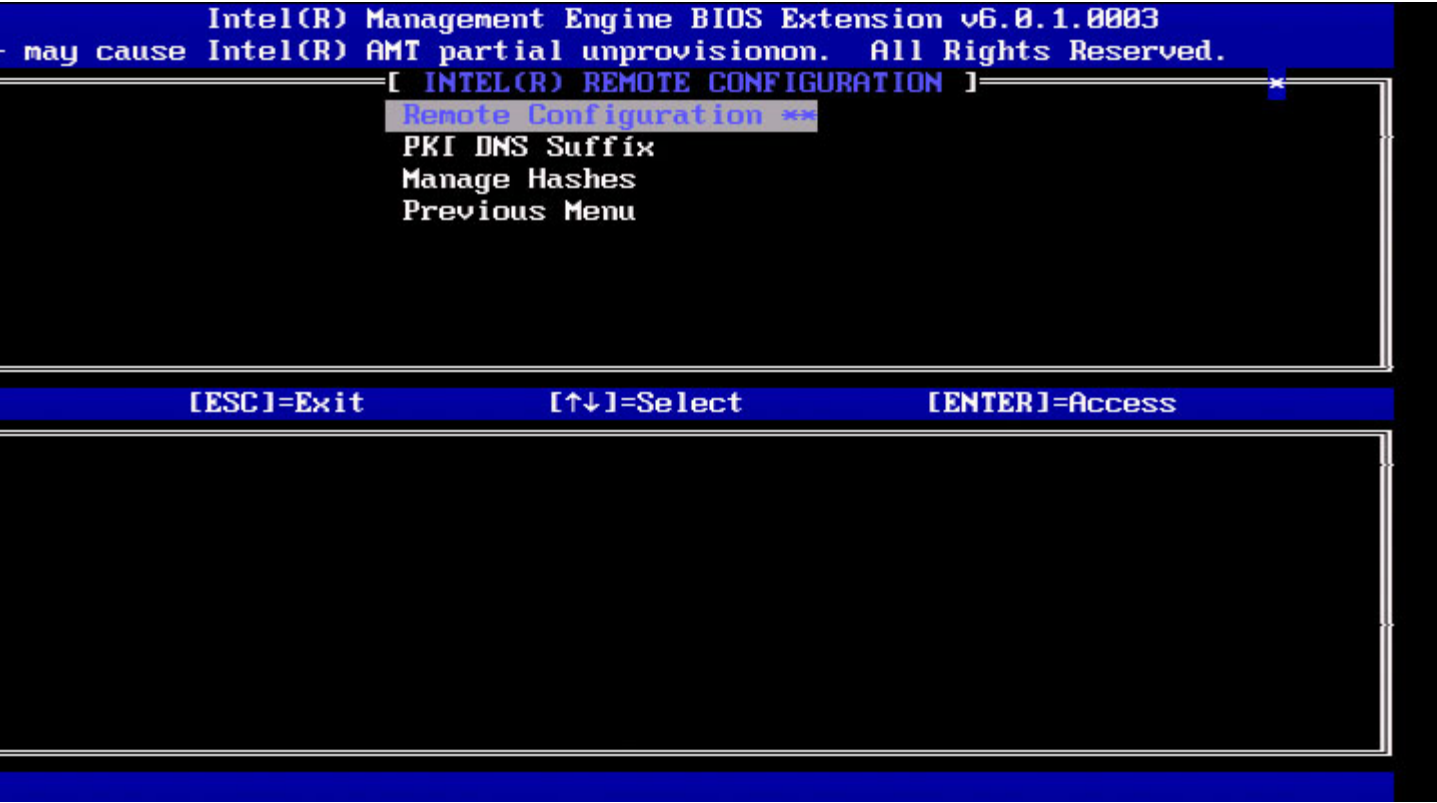 Intel(R) Management Engine BIOS Extension v6.0.1.0003
may cause Intel(R) AMT partial unprovisionon. All Rights Reserved.
[ INTEL(R) REMOTE CONFIGURATION ] *
Remote Configuration **
PKI DNS Suffix
Manage Hashes
Previous Menu
[ESC]=Exit [↑↓]=Select [ENTER]=Access